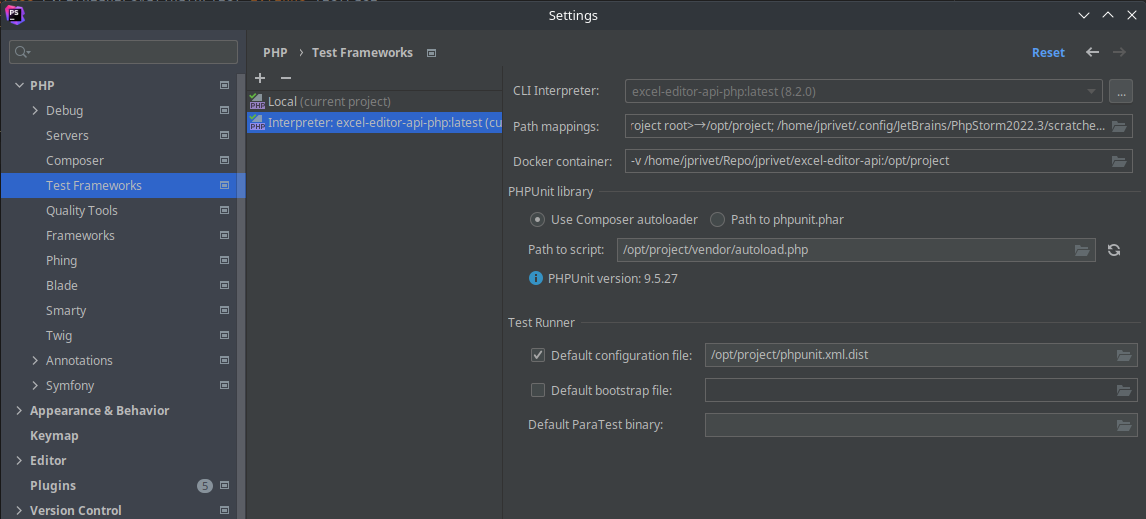 PS
Settings
PHP
Debug
Servers
Composer
Test Frameworks
Quality Tools
Frameworks
Phing
Blade
Smarty
Twig
Annotations
Symfony
Appearance & Behavior
Keymap
Editor
Plugins 5
Version Control
PHP › Test Frameworks Reset
PHP Local (current project)
PHP Interpreter: excel-editor-api-php:latest (cu
CLI Interpreter: excel-editor-api-php:latest (8.2.0) ...
Path mappings: roject root>→/opt/project; /home/jprivet/.config/JetBrains/PhpStorm2022.3/scratche...
Docker container: -v /home/jprivet/Repo/jprivet/excel-editor-api:/opt/project
PHPUnit library
Use Composer autoloader Path to phpunit.phar
Path to script: /opt/project/vendor/autoload.php
PHPUnit version: 9.5.27
Test Runner
Default configuration file: /opt/project/phpunit.xml.dist
Default bootstrap file:
Default ParaTest binary: